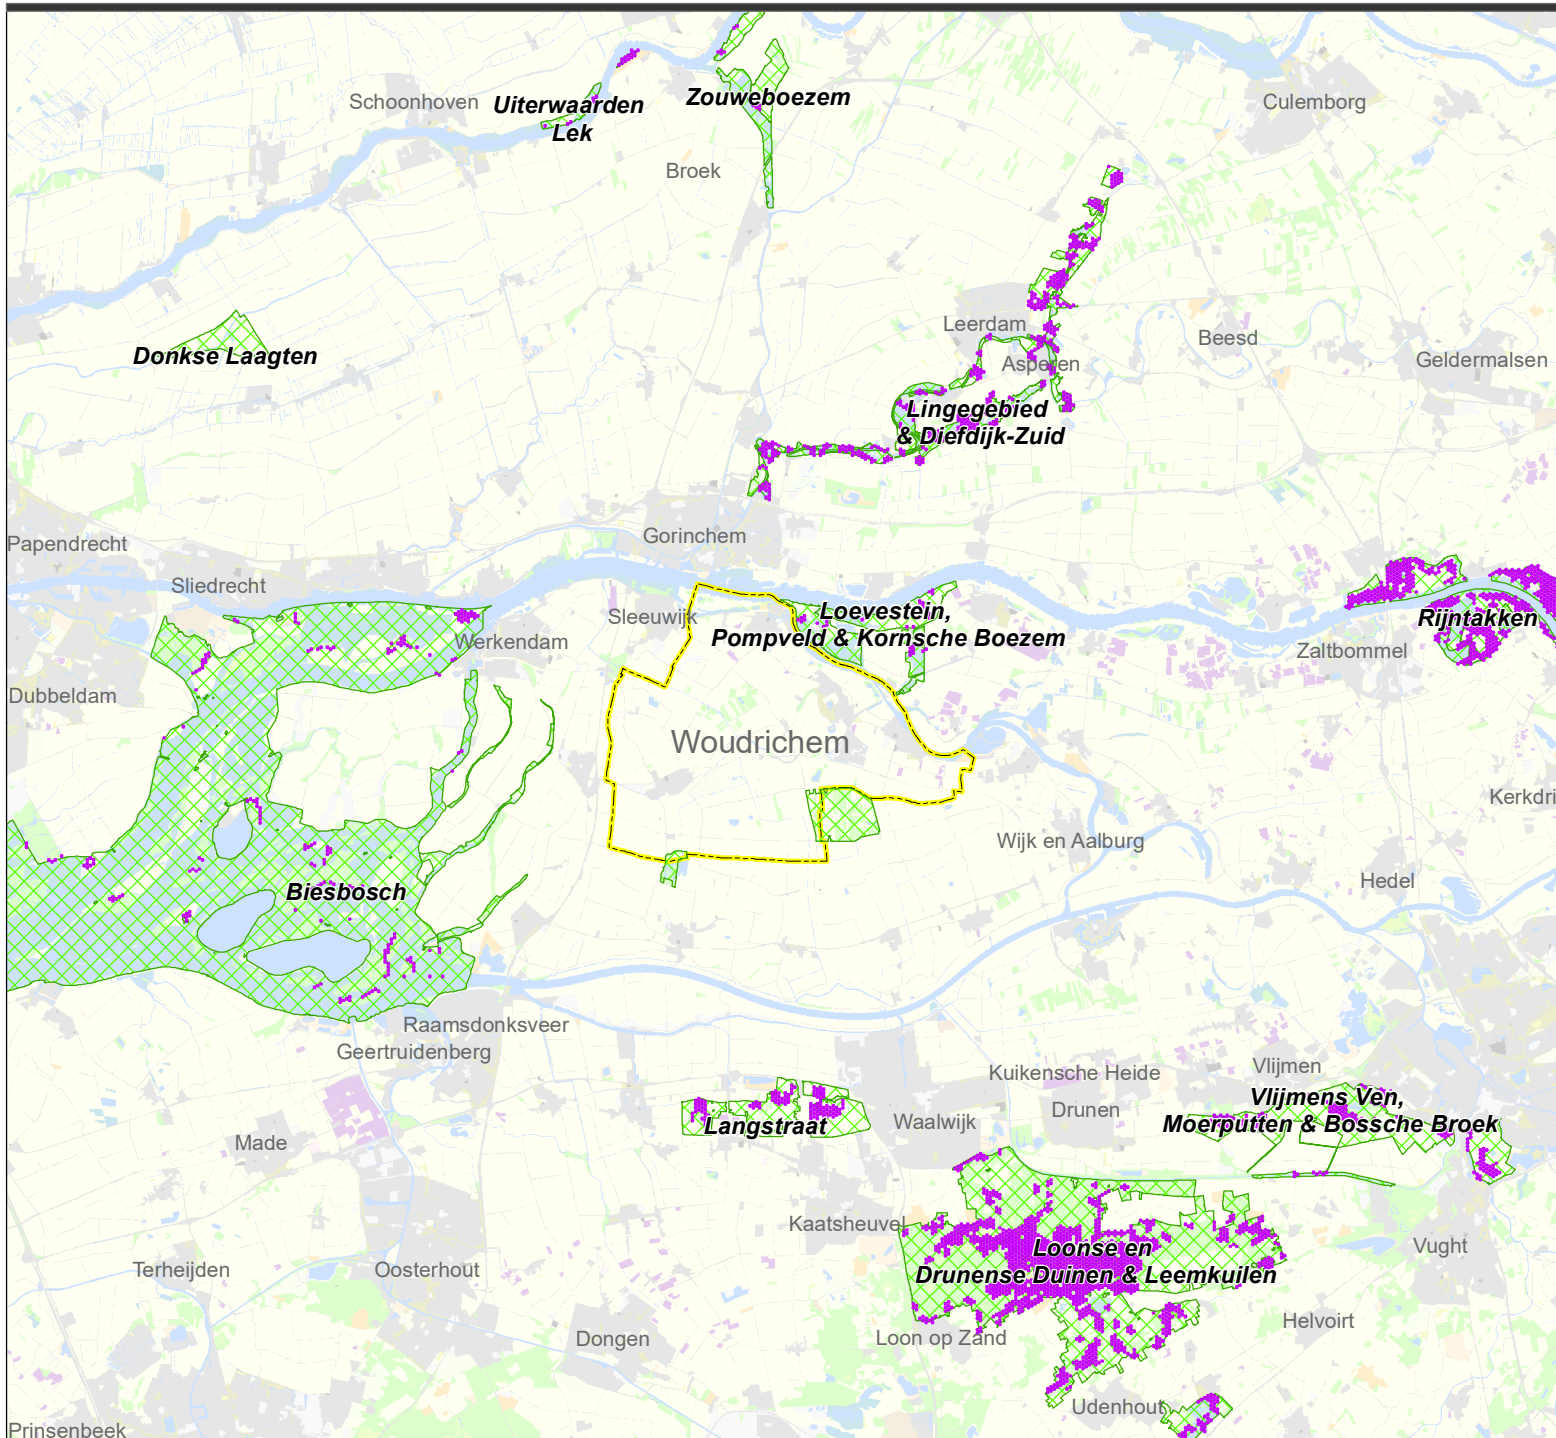 Schoonhoven
Uiterwaarden
Lek
Zouweboezem
Culemborg
Broek
Donkse Laagten
Leerdam
Asperen
Beesd
Geldermalsen
Lingegebied
& Diefdijk-Zuid
Papendrecht
Gorinchem
Sliedrecht
Sleeuwijk
Werkendam
Loevestein,
Pompveld & Kornsche Boezem
Rijntakken
Zaltbommel
Dubbeldam
Woudrichem
Kerkdri
Wijk en Aalburg
Hedel
Biesbosch
Raamsdonksveer
Geertruidenberg
Kuikensche Heide
Vlijmen
Drunen
Vlijmens Ven,
Moerputten & Bossche Broek
Langstraat
Waalwijk
Made
Kaatsheuvel
Loonse en
Drunense Duinen & Leemkuilen
Vught
Terheijden
Oosterhout
Dongen
Loon op Zand
Helvoirt
Udenhout
Prinsenbeek